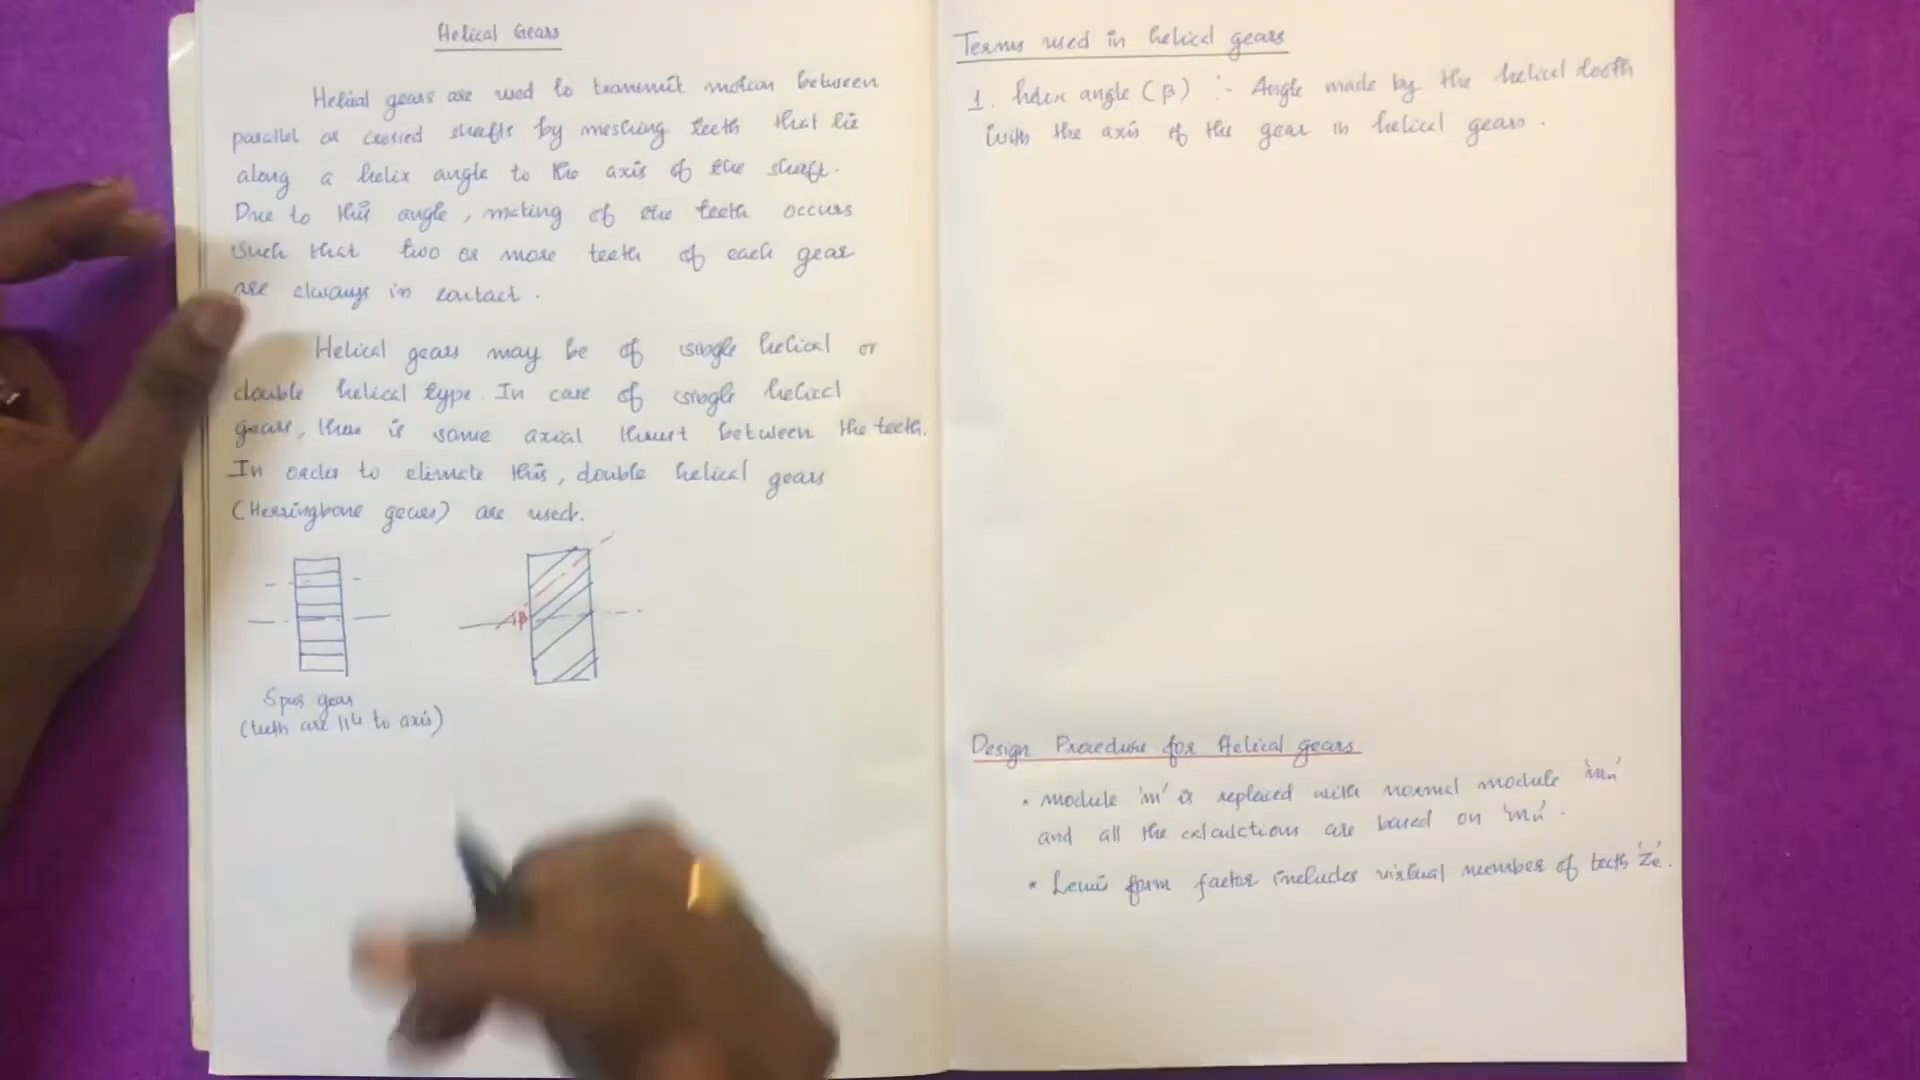 Helical Gears
Helical gears are used to transmit motion between
parallel or crossed shafts by meshing teeth that lie
along a helix angle to the axis of the shaft.
Due to this angle, mating of the teeth occurs
such that two or more teeth of each gear
are always in contact.
Helical gears may be of single helical or
double helical type. In case of single helical
gears, there is some axial thrust between the teeth.
In order to elimate this, double helical gears
(Herringbone gears) are used.
β
Spur gear
(teeth are ||le to axis)
Terms used in helical gears
1. helix angle (β) :- Angle made by the helical tooth
with the axis of the gear in helical gears.
Design Procedure for Helical gears
• module 'm' is replaced with normal module 'mn'
and all the calculctions are based on 'mn'.
• Lewis form factor includes virtual number of teeth 'Ze'.